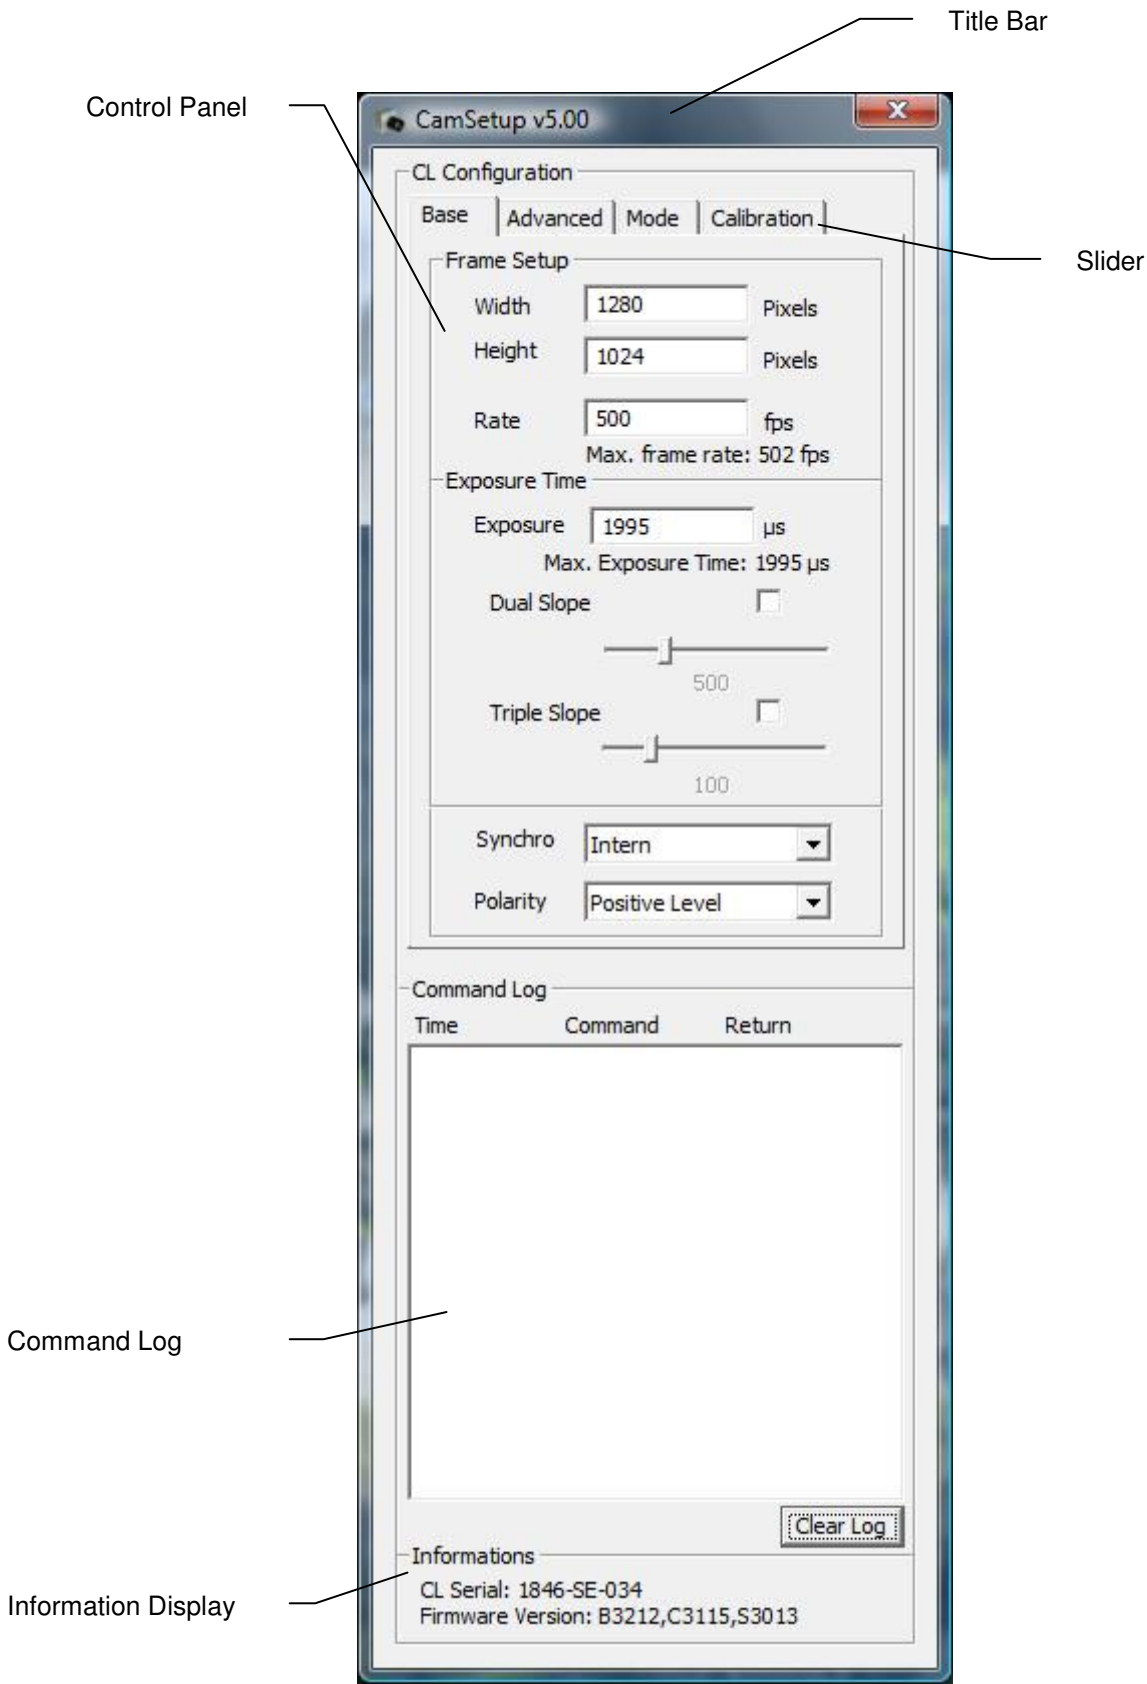 Title Bar
Control Panel
CamSetup v5.00
CL Configuration
Base Advanced Mode Calibration
Slider
Frame Setup
Width 1280 Pixels
Height 1024 Pixels
Rate 500 fps
Max. frame rate: 502 fps
Exposure Time
Exposure 1995 µs
Max. Exposure Time: 1995 µs
Dual Slope
500
Triple Slope
100
Synchro Intern
Polarity Positive Level
Command Log
Time Command Return
Command Log
Clear Log
Informations
CL Serial: 1846-SE-034
Information Display
Firmware Version: B3212,C3115,S3013